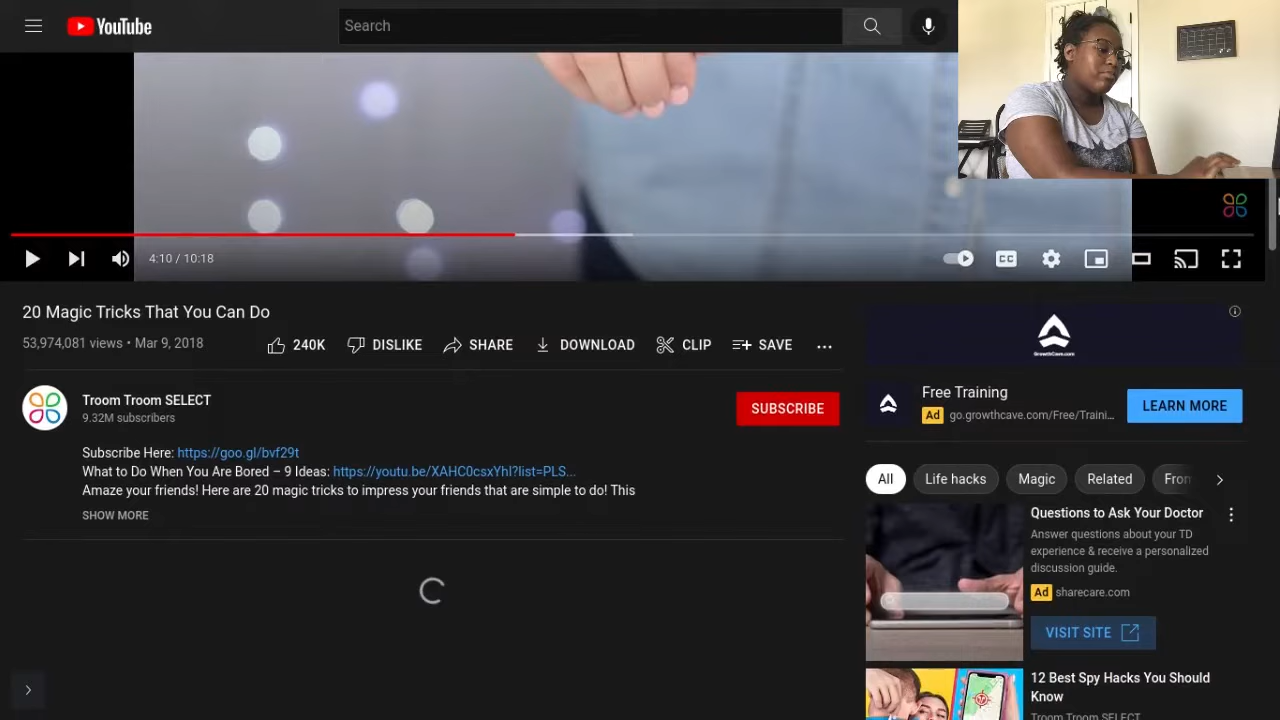 YouTube
Search
4:10 / 10:18
CC
20 Magic Tricks That You Can Do
53,974,081 views • Mar 9, 2018
240K
DISLIKE
SHARE
DOWNLOAD
CLIP
SAVE
Troom Troom SELECT
9.32M subscribers
SUBSCRIBE
Subscribe Here: https://goo.gl/bvf29t
What to Do When You Are Bored – 9 Ideas: https://youtu.be/XAHC0csxYhI?list=PLS...
Amaze your friends! Here are 20 magic tricks to impress your friends that are simple to do! This
SHOW MORE
GrowthCave.com
Free Training
Ad go.growthcave.com/Free/Traini...
LEARN MORE
All
Life hacks
Magic
Related
From
Questions to Ask Your Doctor
Answer questions about your TD
experience & receive a personalized
discussion guide.
Ad sharecare.com
VISIT SITE
12 Best Spy Hacks You Should
Know
Troom Troom SELECT